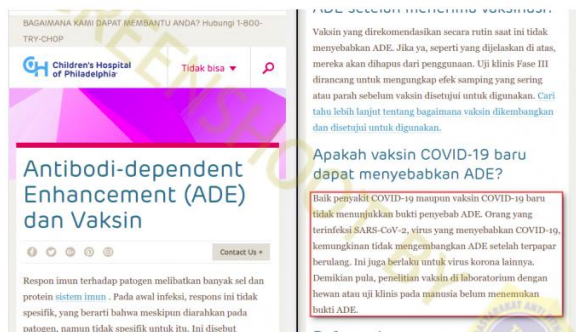 BAGAIMANA KAMI DAPAT MEMBANTU ANDA? Hubungi 1-800-
TRY-CHOP
Children's Hospital
of Philadelphia
Tidak bisa
Antibodi-dependent
Enhancement (ADE)
dan Vaksin
Contact Us
Respon imun terhadap patogen melibatkan banyak sel dan
protein sistem imun . Pada awal infeksi, respons ini tidak
spesifik, yang berarti bahwa meskipun diarahkan pada
patogen, namun tidak spesifik untuk itu. Ini disebut
ADE setelah menerima vaksinasi?
Vaksin yang direkomendasikan secara rutin saat ini tidak
menyebabkan ADE. Jika ya, seperti yang dijelaskan di atas,
mereka akan dihapus dari penggunaan. Uji klinis Fase III
dirancang untuk mengungkap efek samping yang sering
atau parah sebelum vaksin disetujui untuk digunakan. Cari
tahu lebih lanjut tentang bagaimana vaksin dikembangkan
dan disetujui untuk digunakan.
Apakah vaksin COVID-19 baru
dapat menyebabkan ADE?
Baik penyakit COVID-19 maupun vaksin COVID-19 baru
tidak menunjukkan bukti penyebab ADE. Orang yang
terinfeksi SARS-CoV-2, virus yang menyebabkan COVID-19,
kemungkinan tidak mengembangkan ADE setelah terpapar
berulang. Ini juga berlaku untuk virus korona lainnya.
Demikian pula, penelitian vaksin di laboratorium dengan
hewan atau uji klinis pada manusia belum menemukan
bukti ADE.
SCREENSHOOT BY